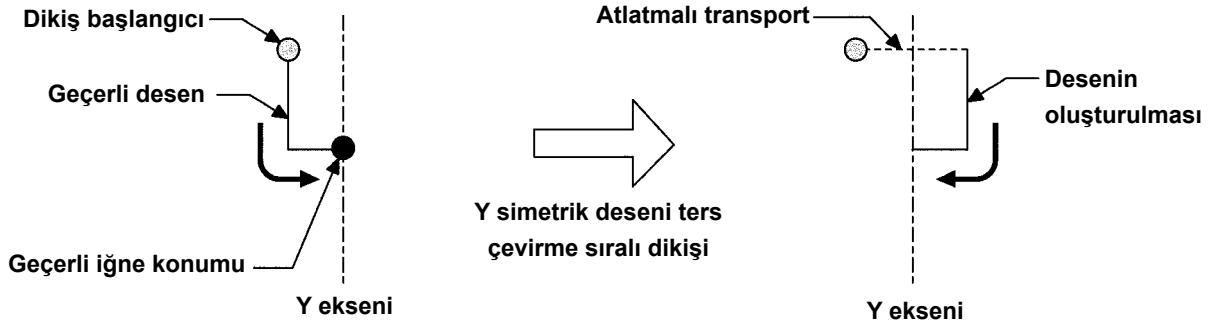 Dikiş başlangıcı
Geçerli desen
Geçerli iğne konumu
Y ekseni
Y simetrik deseni ters
çevirme sıralı dikişi
Atlatmalı transport
Desenin
oluşturulması
Y ekseni